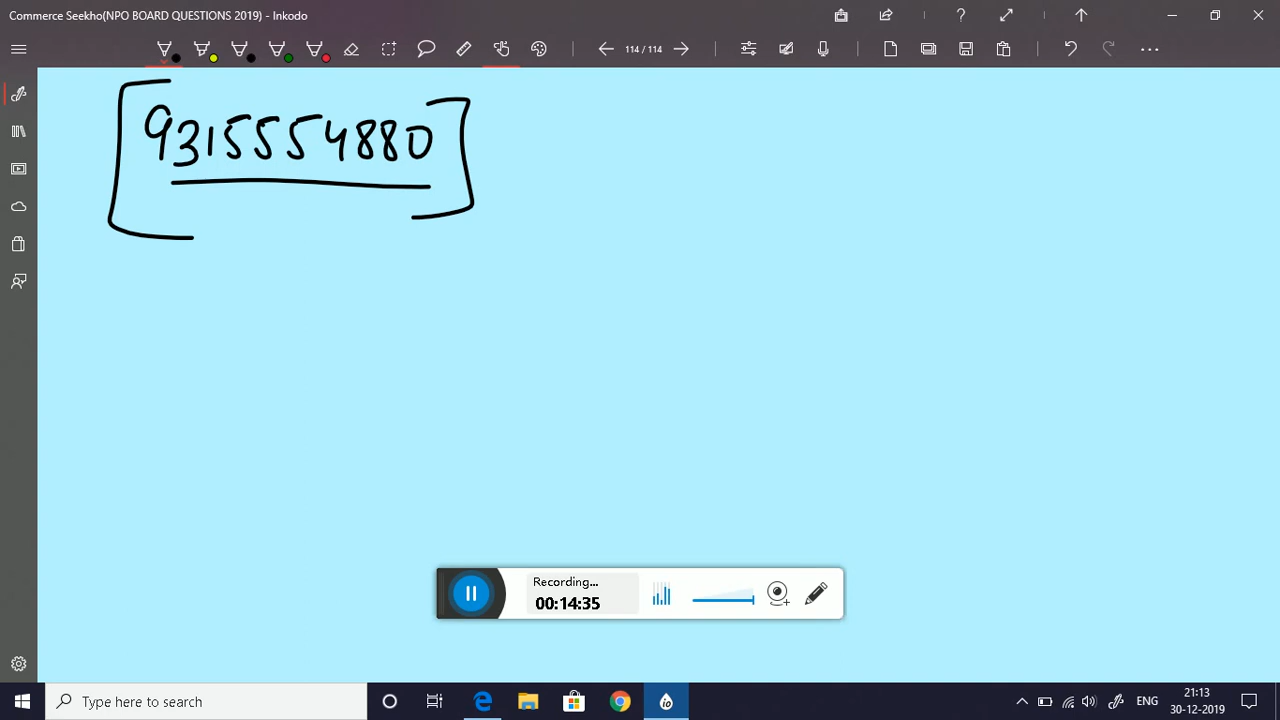 Commerce Seekho(NPO BOARD QUESTIONS 2019) - Inkodo
114 / 114
9315554880
Recording...
00:14:35
Type here to search
io
ENG
21:13
30-12-2019